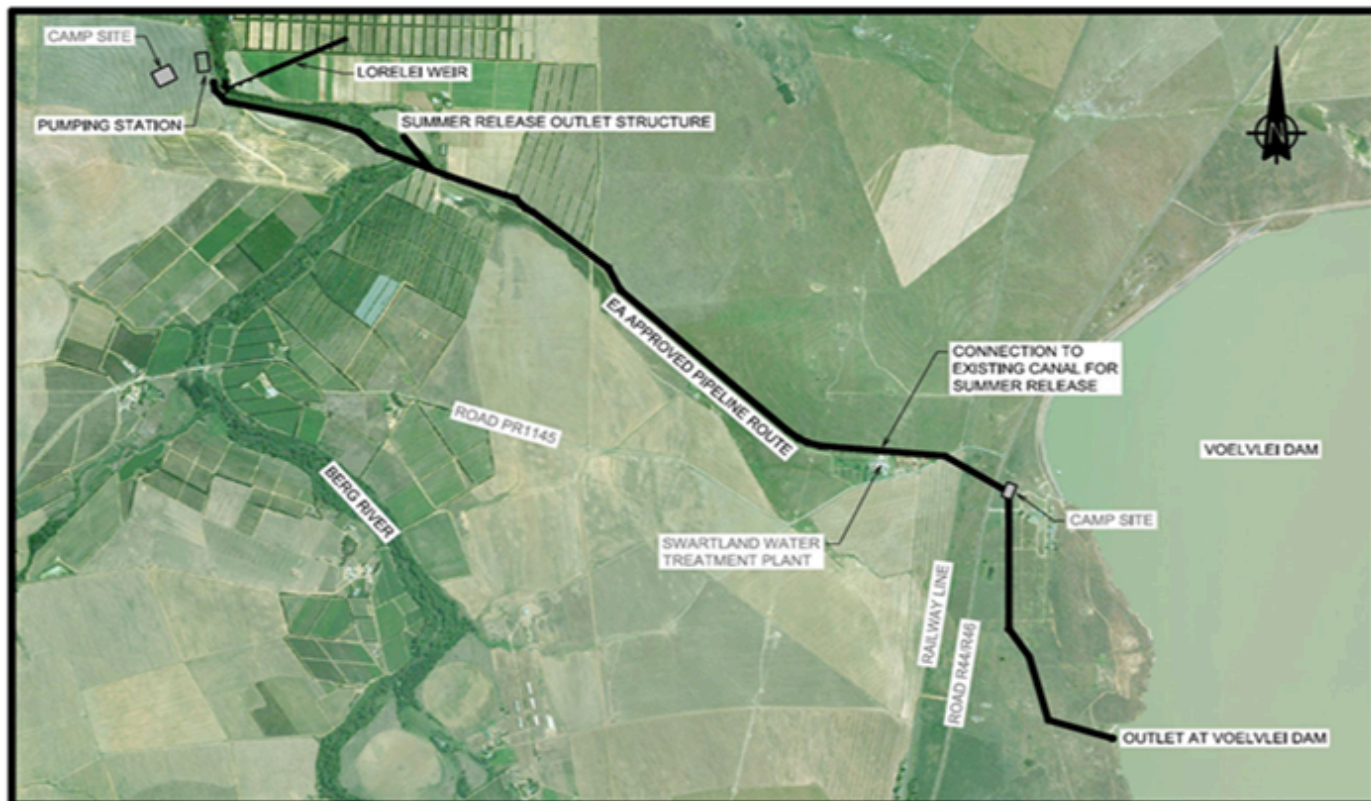 CAMP SITE
LORELEI WEIR
PUMPING STATION
SUMMER RELEASE OUTLET STRUCTURE
N
EA APPROVED PIPELINE ROUTE
CONNECTION TO
EXISTING CANAL FOR
SUMMER RELEASE
ROAD PR1145
VOELVLEI DAM
BERG RIVER
CAMP SITE
SWARTLAND WATER
TREATMENT PLANT
RAILWAY LINE
ROAD R44/R46
OUTLET AT VOELVLEI DAM